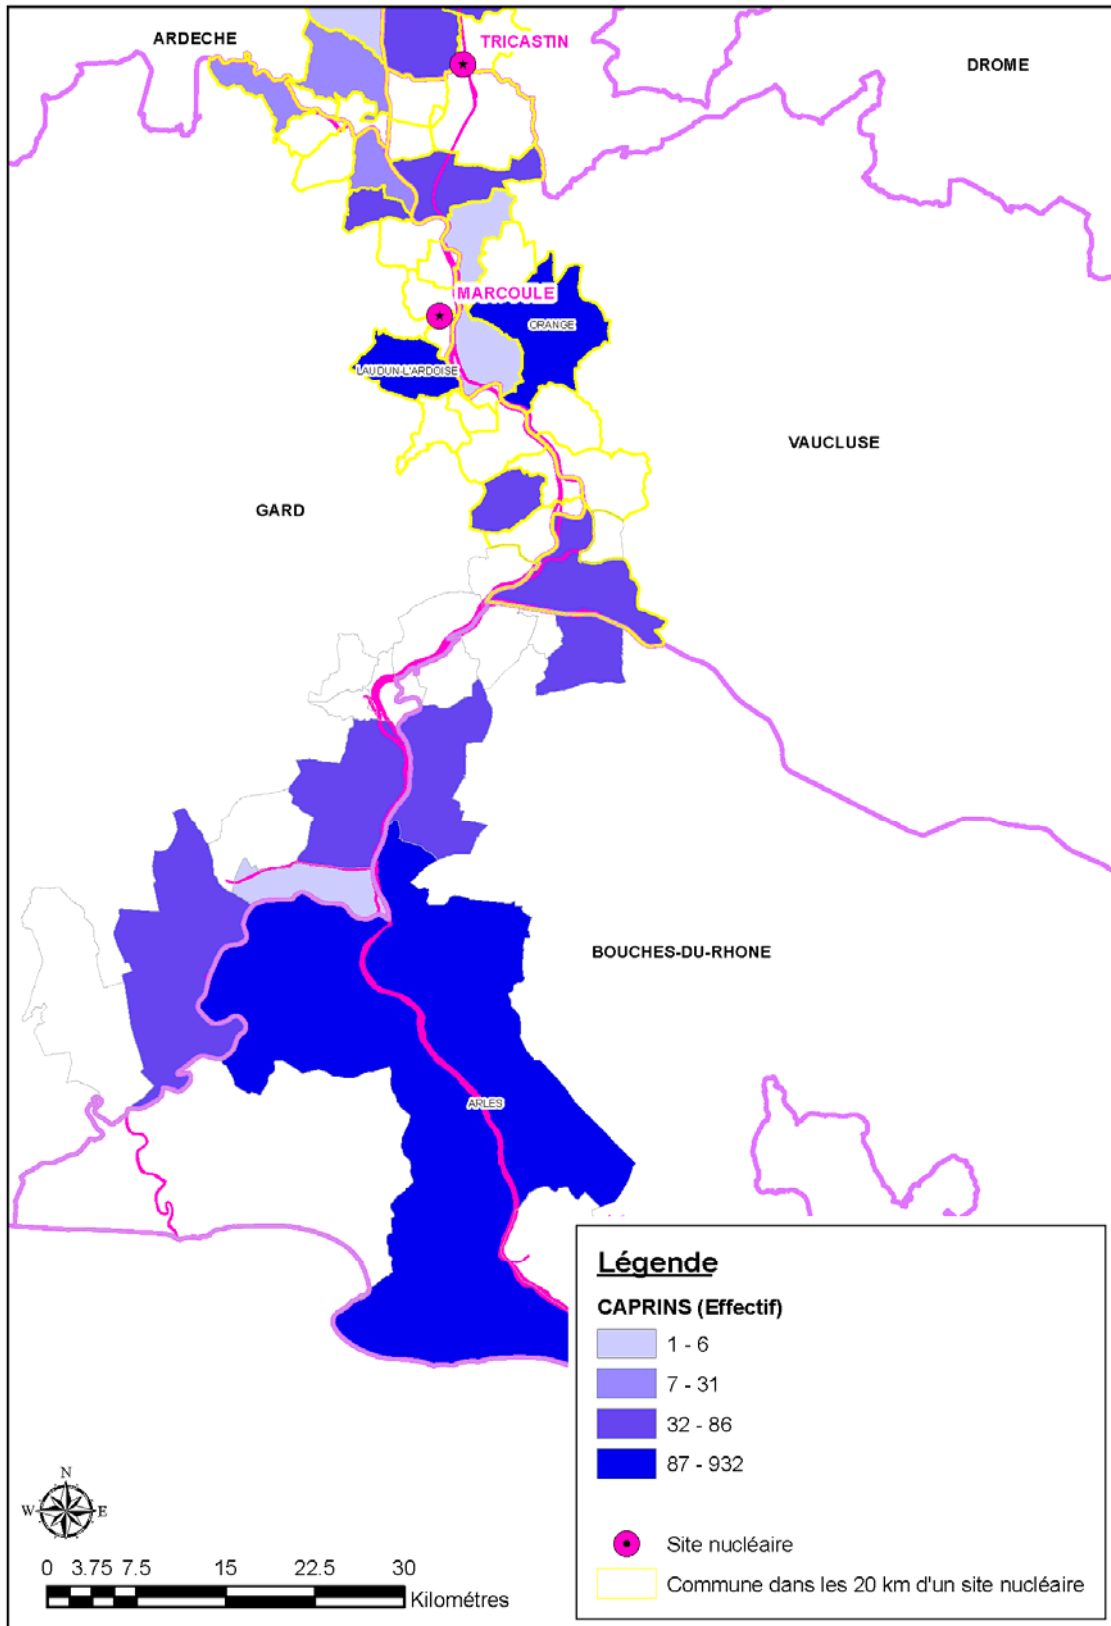 ARDECHE
TRICASTIN
DROME
MARCOULE
ORANGE
LAUDUN-L'ARDOISE
VAUCLUSE
GARD
BOUCHES-DU-RHONE
ARLES
Légende
CAPRINS (Effectif)
1 - 6
7 - 31
32 - 86
87 - 932
Site nucléaire
Commune dans les 20 km d'un site nucléaire
N
W E
S
0 3.75 7.5 15 22.5 30
Kilométres